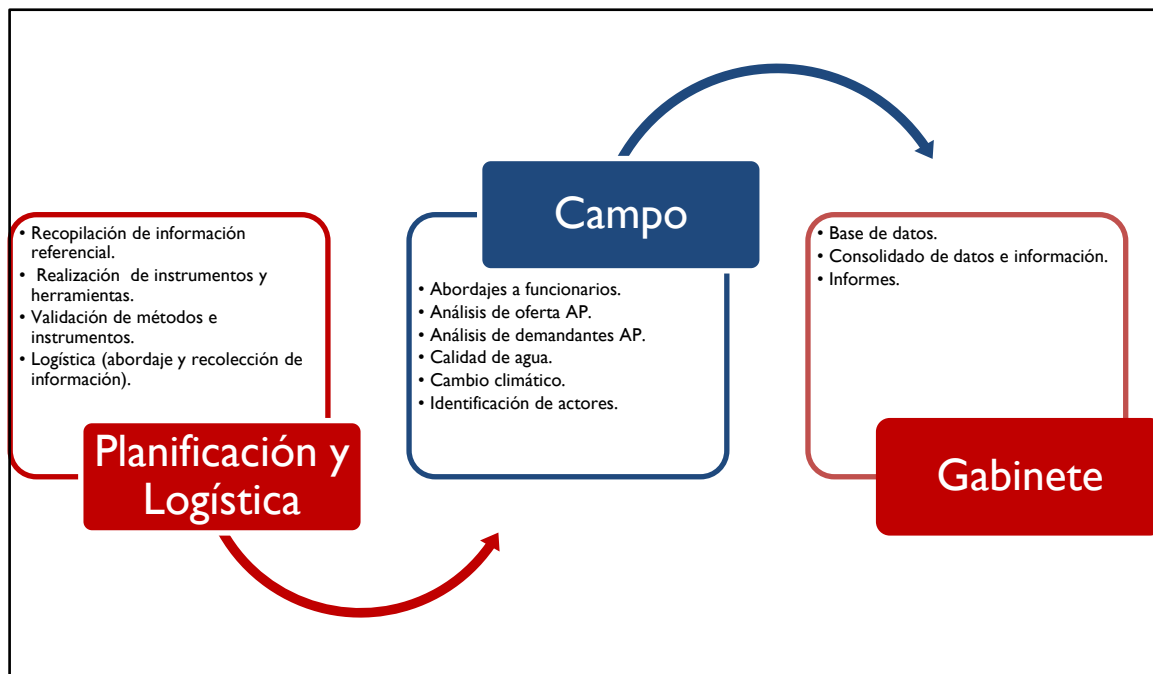 • Recopilación de información
referencial.
• Realización de instrumentos y
herramientas.
• Validación de métodos e
instrumentos.
• Logística (abordaje y recolección de
información).
Planificación y
Logística
Campo
• Abordajes a funcionarios.
• Análisis de oferta AP.
• Análisis de demandantes AP.
• Calidad de agua.
• Cambio climático.
• Identificación de actores.
• Base de datos.
• Consolidado de datos e información.
• Informes.
Gabinete